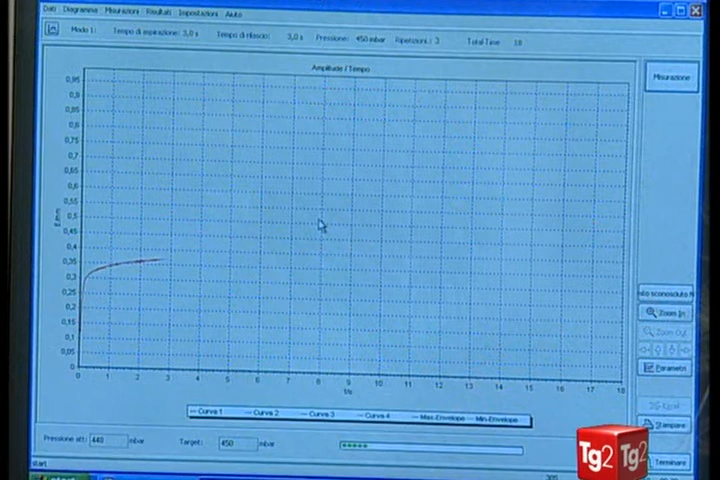 Dati Diagramma Misurazioni Risultati Impostazioni Aiuto
Modo 1: Tempo di aspirazione: 3,0 s Tempo di rilascio: 3,0 s Pressione: 450 mbar Ripetizioni: 3 Total Time 18
Amplitude / Tempo
Misurazione
0,95
0,9
0,85
0,8
0,75
0,7
0,65
0,6
0,55
0,5
0,45
0,4
0,35
0,3
0,25
0,2
0,15
0,1
0,05
0
0 1 2 3 4 5 6 7 8 9 10 11 12 13 14 15 16 17 18
t/s
sconosciuto
Zoom In
Zoom Out
Parametri
Stampare
Terminare
Curva 1 Curva 2 Curva 3 Curva 4 Max-Envelope Min-Envelope
Pressione att: 440 mbar Target: 450 mbar
start
Tg2 Tg2